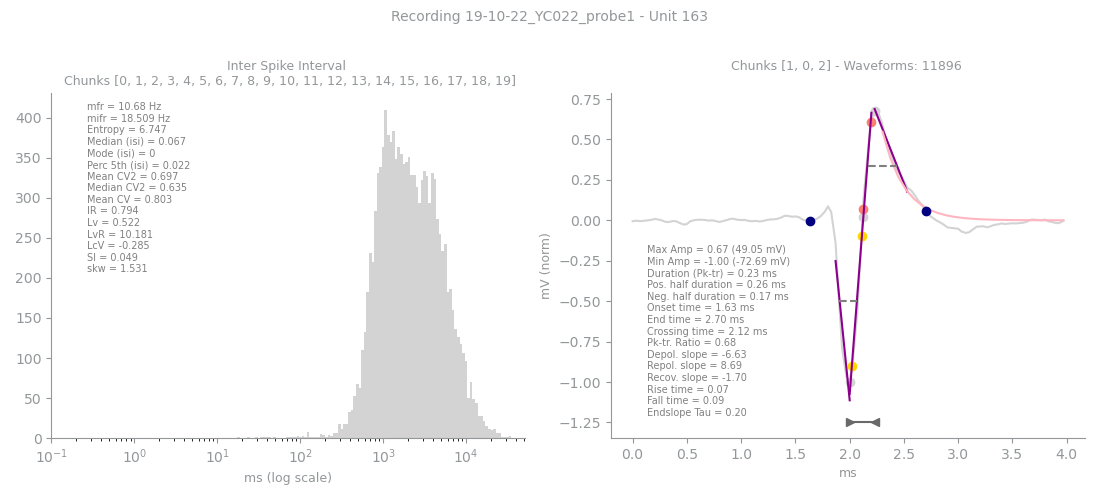 Recording 19-10-22_YC022_probe1 - Unit 163
Inter Spike Interval
Chunks [0, 1, 2, 3, 4, 5, 6, 7, 8, 9, 10, 11, 12, 13, 14, 15, 16, 17, 18, 19]
mfr = 10.68 Hz
mifr = 18.509 Hz
Entropy = 6.747
Median (isi) = 0.067
Mode (isi) = 0
Perc 5th (isi) = 0.022
Mean CV2 = 0.697
Median CV2 = 0.635
Mean CV = 0.803
IR = 0.794
Lv = 0.522
LvR = 10.181
LcV = -0.285
SI = 0.049
skw = 1.531
400
350
300
250
200
150
100
50
0
10⁻¹ 10⁰ 10¹ 10² 10³ 10⁴
ms (log scale)
Chunks [1, 0, 2] - Waveforms: 11896
0.75
0.50
0.25
0.00
−0.25
−0.50
−0.75
−1.00
−1.25
mV (norm)
Max Amp = 0.67 (49.05 mV)
Min Amp = -1.00 (-72.69 mV)
Duration (Pk-tr) = 0.23 ms
Pos. half duration = 0.26 ms
Neg. half duration = 0.17 ms
Onset time = 1.63 ms
End time = 2.70 ms
Crossing time = 2.12 ms
Pk-tr. Ratio = 0.68
Depol. slope = -6.63
Repol. slope = 8.69
Recov. slope = -1.70
Rise time = 0.07
Fall time = 0.09
Endslope Tau = 0.20
0.0 0.5 1.0 1.5 2.0 2.5 3.0 3.5 4.0
ms